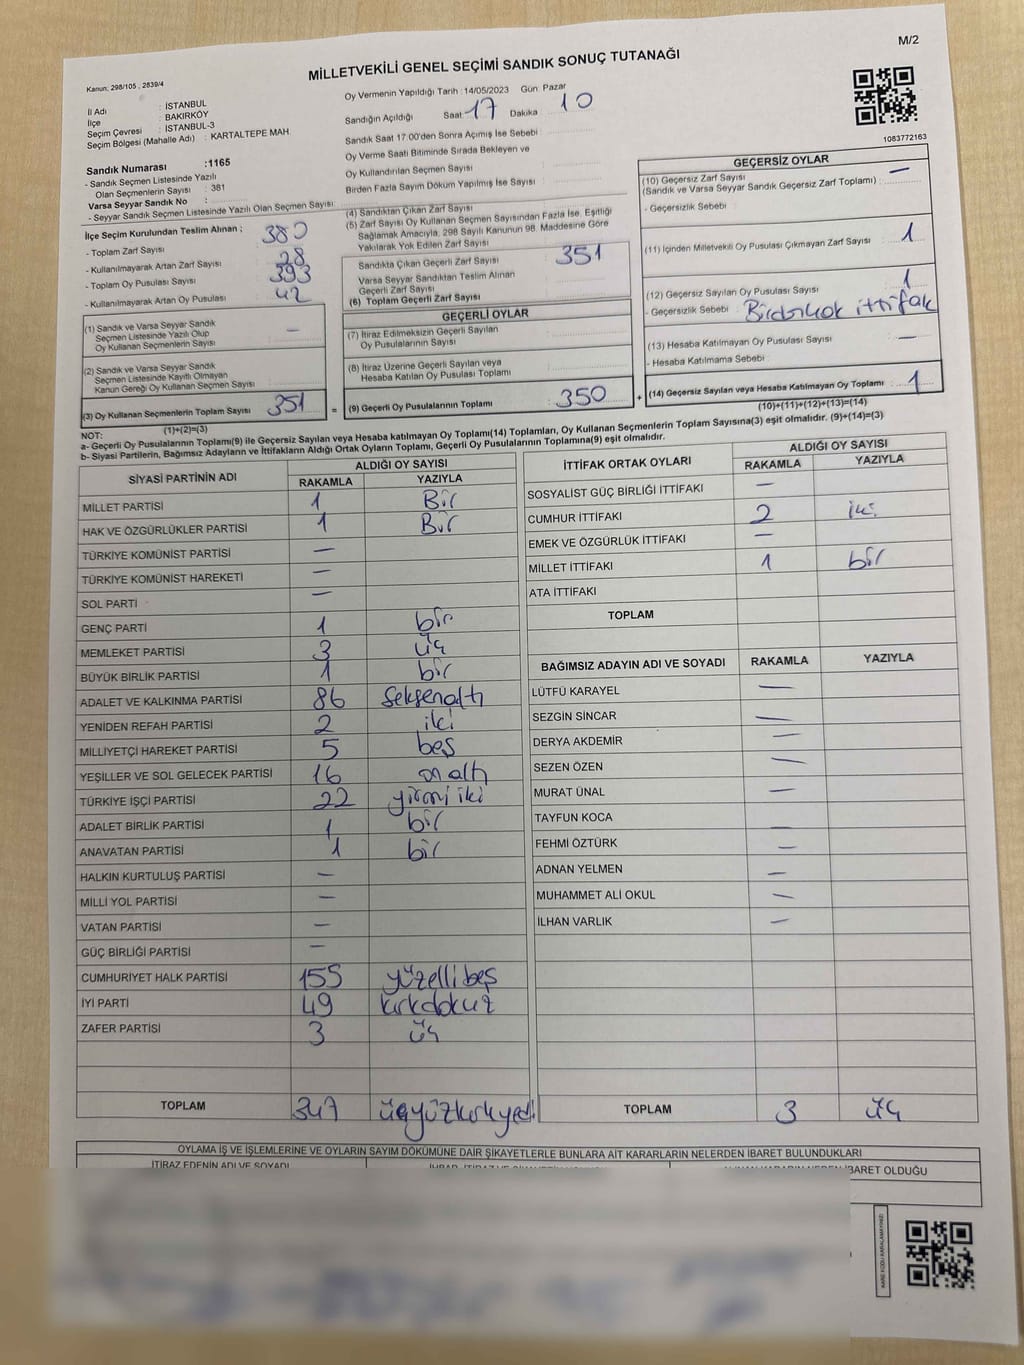 M/2
MİLLETVEKİLİ GENEL SEÇİMİ SANDIK SONUÇ TUTANAĞI
Kanun; 298/105 , 2839/4
İl Adı : İSTANBUL
İlçe : BAKIRKÖY
Seçim Çevresi : İSTANBUL-3
Seçim Bölgesi (Mahalle Adı) : KARTALTEPE MAH.
Sandık Numarası :1165
- Sandık Seçmen Listesinde Yazılı
Olan Seçmenlerin Sayısı : 381
Varsa Seyyar Sandık No :
- Seyyar Sandık Seçmen Listesinde Yazılı Olan Seçmen Sayısı :
Oy Vermenin Yapıldığı Tarih :14/05/2023 Gün Pazar
Sandığın Açıldığı Saat 17 Dakika 10
Sandık Saat 17.00'den Sonra Açımış İse Sebebi :
Oy Verme Saati Bitiminde Sırada Bekleyen ve
Oy Kullandırılan Seçmen Sayısı :
Birden Fazla Sayım Döküm Yapılmış İse Sayısı :
1083772163
İlçe Seçim Kurulundan Teslim Alınan ;
- Toplam Zarf Sayısı : 380
- Kullanılmayarak Artan Zarf Sayısı : 28
- Toplam Oy Pusulası Sayısı : 393
- Kullanılmayarak Artan Oy Pusulası : 42
(4) Sandıktan Çıkan Zarf Sayısı
(5) Zarf Sayısı Oy Kullanan Seçmen Sayısından Fazla İse, Eşitliği
Sağlamak Amacıyla, 298 Sayılı Kanunun 98. Maddesine Göre
Yakılarak Yok Edilen Zarf Sayısı
Sandıkta Çıkan Geçerli Zarf Sayısı : 351
Varsa Seyyar Sandıktan Teslim Alınan
Geçerli Zarf Sayısı
(6) Toplam Geçerli Zarf Sayısı
GEÇERSİZ OYLAR
(10) Geçersiz Zarf Sayısı
(Sandık ve Varsa Seyyar Sandık Geçersiz Zarf Toplamı) : —
- Geçersizlik Sebebi :
(11) İçinden Milletvekili Oy Pusulası Çıkmayan Zarf Sayısı : 1
(12) Geçersiz Sayılan Oy Pusulası Sayısı : 1
- Geçersizlik Sebebi :
(13) Hesaba Katılmayan Oy Pusulası Sayısı : —
- Hesaba Katılmama Sebebi :
(14) Geçersiz Sayılan veya Hesaba Katılmayan Oy Toplamı : 1
(10)+(11)+(12)+(13)=(14)
(1) Sandık ve Varsa Seyyar Sandık
Seçmen Listesinde Yazılı Olup
Oy Kullanan Seçmenlerin Sayısı : —
(2) Sandık ve Varsa Seyyar Sandık
Seçmen Listesinde Kayıtlı Olmayan
Kanun Gereği Oy Kullanan Seçmen Sayısı :
(3) Oy Kullanan Seçmenlerin Toplam Sayısı : 351
(1)+(2)=(3)
=
GEÇERLİ OYLAR
(7) İtiraz Edilmeksizin Geçerli Sayılan
Oy Pusulalarının Sayısı :
(8) İtiraz Üzerine Geçerli Sayılan veya
Hesaba Katılan Oy Pusulası Toplamı :
(9) Geçerli Oy Pusulalarının Toplamı : 350
+
NOT:
a- Geçerli Oy Pusulalarının Toplamı(9) ile Geçersiz Sayılan veya Hesaba katılmayan Oy Toplamı(14) Toplamları, Oy Kullanan Seçmenlerin Toplam Sayısına(3) eşit olmalıdır. (9)+(14)=(3)
b- Siyasi Partilerin, Bağımsız Adayların ve İttifakların Aldığı Ortak Oyların Toplamı, Geçerli Oy Pusulalarının Toplamına(9) eşit olmalıdır.
SİYASİ PARTİNİN ADI ALDIĞI OY SAYISI
RAKAMLA YAZIYLA
MİLLET PARTİSİ 1 Bir
HAK VE ÖZGÜRLÜKLER PARTİSİ 1 Bir
TÜRKİYE KOMÜNİST PARTİSİ —
TÜRKİYE KOMÜNİST HAREKETİ —
SOL PARTİ —
GENÇ PARTİ 1 bir
MEMLEKET PARTİSİ 3 üç
BÜYÜK BİRLİK PARTİSİ 1 bir
ADALET VE KALKINMA PARTİSİ 86 Seksenaltı
YENİDEN REFAH PARTİSİ 2 iki
MİLLİYETÇİ HAREKET PARTİSİ 5 beş
YEŞİLLER VE SOL GELECEK PARTİSİ 16 on altı
TÜRKİYE İŞÇİ PARTİSİ 22 yirmi iki
ADALET BİRLİK PARTİSİ 1 bir
ANAVATAN PARTİSİ 1 bir
HALKIN KURTULUŞ PARTİSİ —
MİLLİ YOL PARTİSİ —
VATAN PARTİSİ —
GÜÇ BİRLİĞİ PARTİSİ —
CUMHURİYET HALK PARTİSİ 155 yüzelli beş
İYİ PARTİ 49 kırkdokuz
ZAFER PARTİSİ 3 üç
TOPLAM 347 üçyüzkırkyedi
İTTİFAK ORTAK OYLARI ALDIĞI OY SAYISI
RAKAMLA YAZIYLA
SOSYALİST GÜÇ BİRLİĞİ İTTİFAKI —
CUMHUR İTTİFAKI 2 iki
EMEK VE ÖZGÜRLÜK İTTİFAKI —
MİLLET İTTİFAKI 1 bir
ATA İTTİFAKI
TOPLAM
BAĞIMSIZ ADAYIN ADI VE SOYADI RAKAMLA YAZIYLA
LÜTFÜ KARAYEL —
SEZGİN SİNCAR —
DERYA AKDEMİR —
SEZEN ÖZEN —
MURAT ÜNAL —
TAYFUN KOCA
FEHMİ ÖZTÜRK —
ADNAN YELMEN —
MUHAMMET ALİ OKUL —
İLHAN VARLIK —
TOPLAM 3 üç
OYLAMA İŞ VE İŞLEMLERİNE VE OYLARIN SAYIM DÖKÜMÜNE DAİR ŞİKAYETLERLE BUNLARA AİT KARARLARIN NELERDEN İBARET BULUNDUKLARI
İTİRAZ EDENİN ADI VE SOYADI
İBARET OLDUĞU